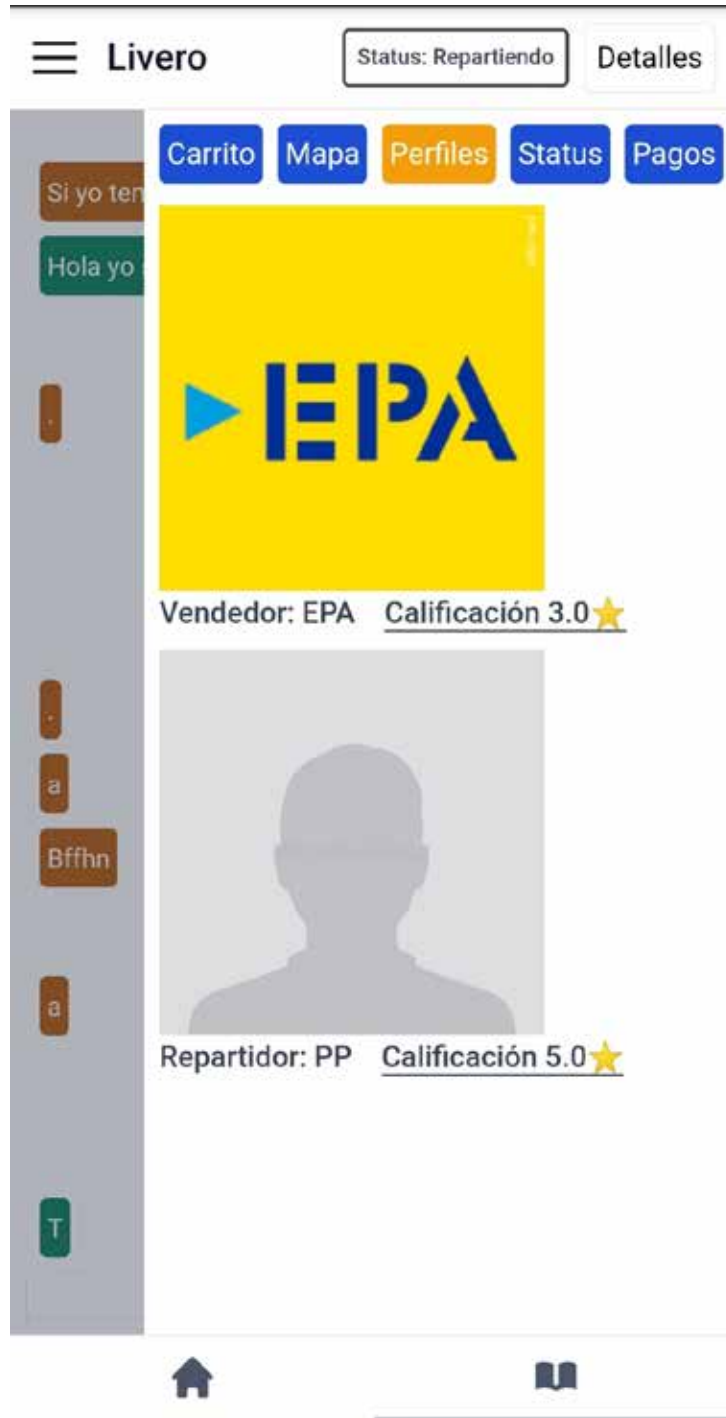 Livero
Status: Repartiendo
Detalles
Carrito
Mapa
Perfiles
Status
Pagos
Si yo ten
Hola yo
.
.
a
Bffhn
a
T
EPA
Vendedor: EPA
Calificación 3.0
Repartidor: PP
Calificación 5.0